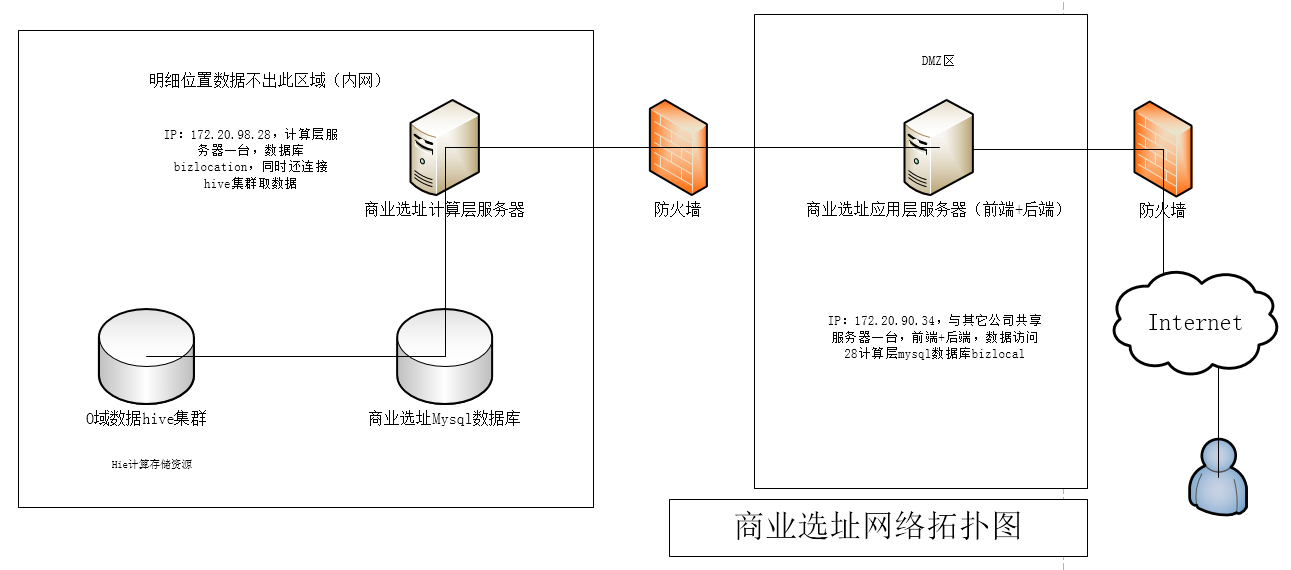 明细位置数据不出此区域（内网）
IP：172.20.98.28，计算层服
务器一台，数据库
bizlocation，同时还连接
hive集群取数据
商业选址计算层服务器
O域数据hive集群
商业选址Mysql数据库
Hie计算存储资源
防火墙
DMZ区
商业选址应用层服务器（前端+后端）
IP：172.20.90.34，与其它公司共享
服务器一台，前端+后端，数据访问
28计算层mysql数据库bizlocal
防火墙
Internet
商业选址网络拓扑图